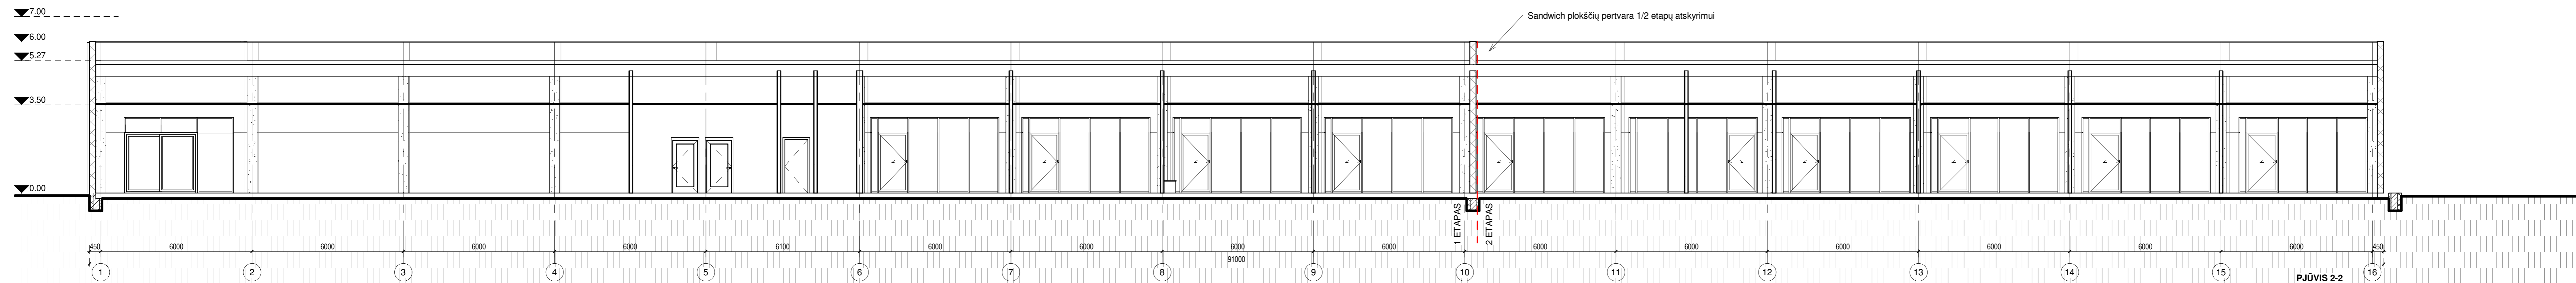 7.00
Sandwich plokščių pertvara 1/2 etapų atskyrimui
6.00
5.27
3.50
0.00
1 ETAPAS
2 ETAPAS
450 6000 6000 6000 6000 6100 6000 6000 6000 6000 6000 6000 6000 6000 6000 6000 450
91000
1 2 3 4 5 6 7 8 9 10 11 12 13 14 15 16
PJŪVIS 2-2